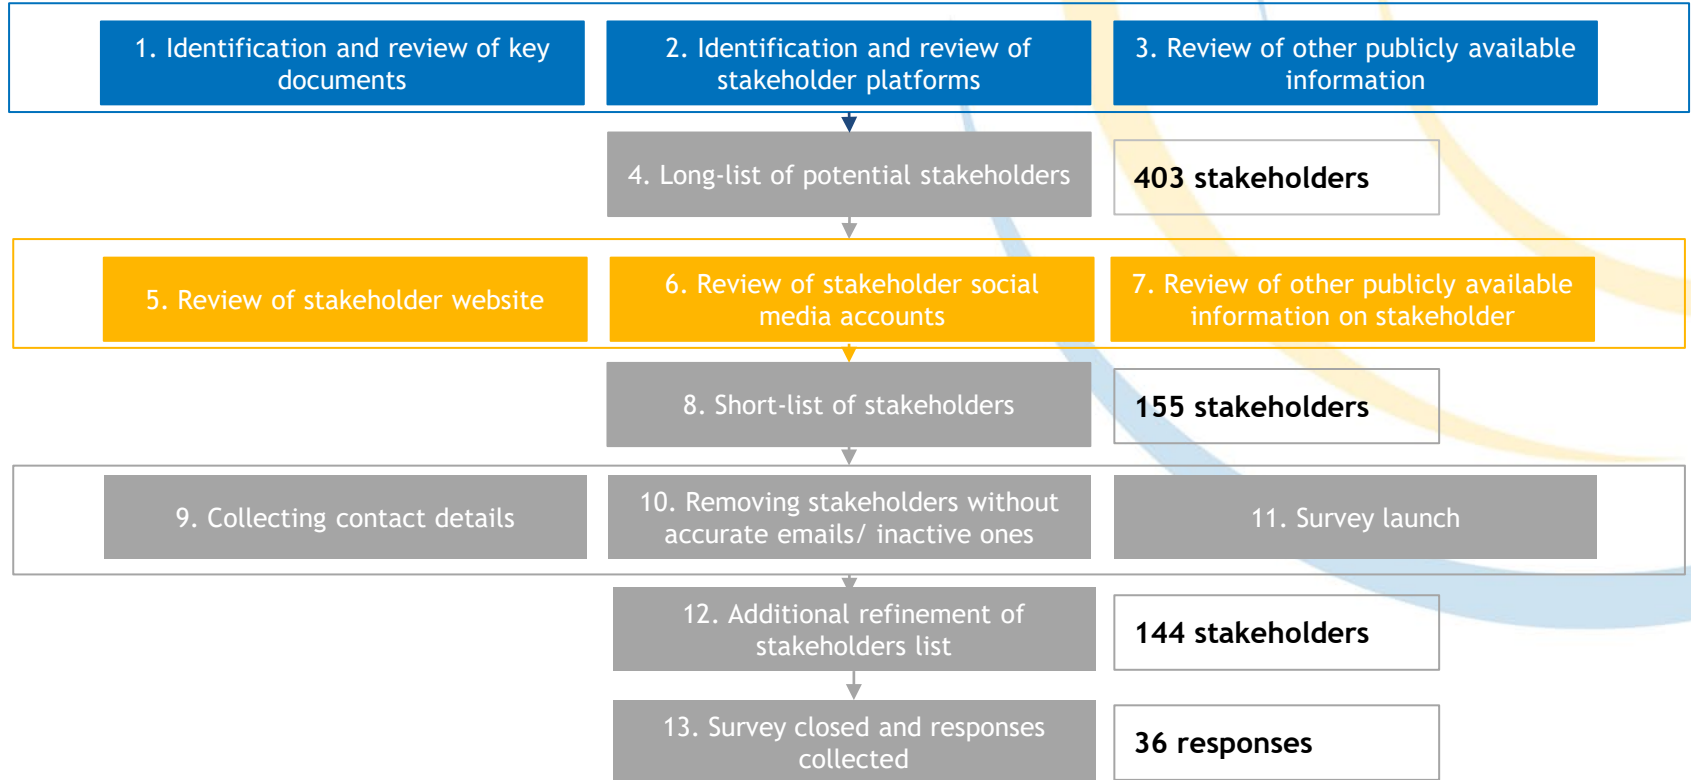 1. Identification and review of key
documents
2. Identification and review of
stakeholder platforms
3. Review of other publicly available
information
4. Long-list of potential stakeholders
403 stakeholders
5. Review of stakeholder website
6. Review of stakeholder social
media accounts
7. Review of other publicly available
information on stakeholder
8. Short-list of stakeholders
155 stakeholders
9. Collecting contact details
10. Removing stakeholders without
accurate emails/ inactive ones
11. Survey launch
12. Additional refinement of
stakeholders list
144 stakeholders
13. Survey closed and responses
collected
36 responses